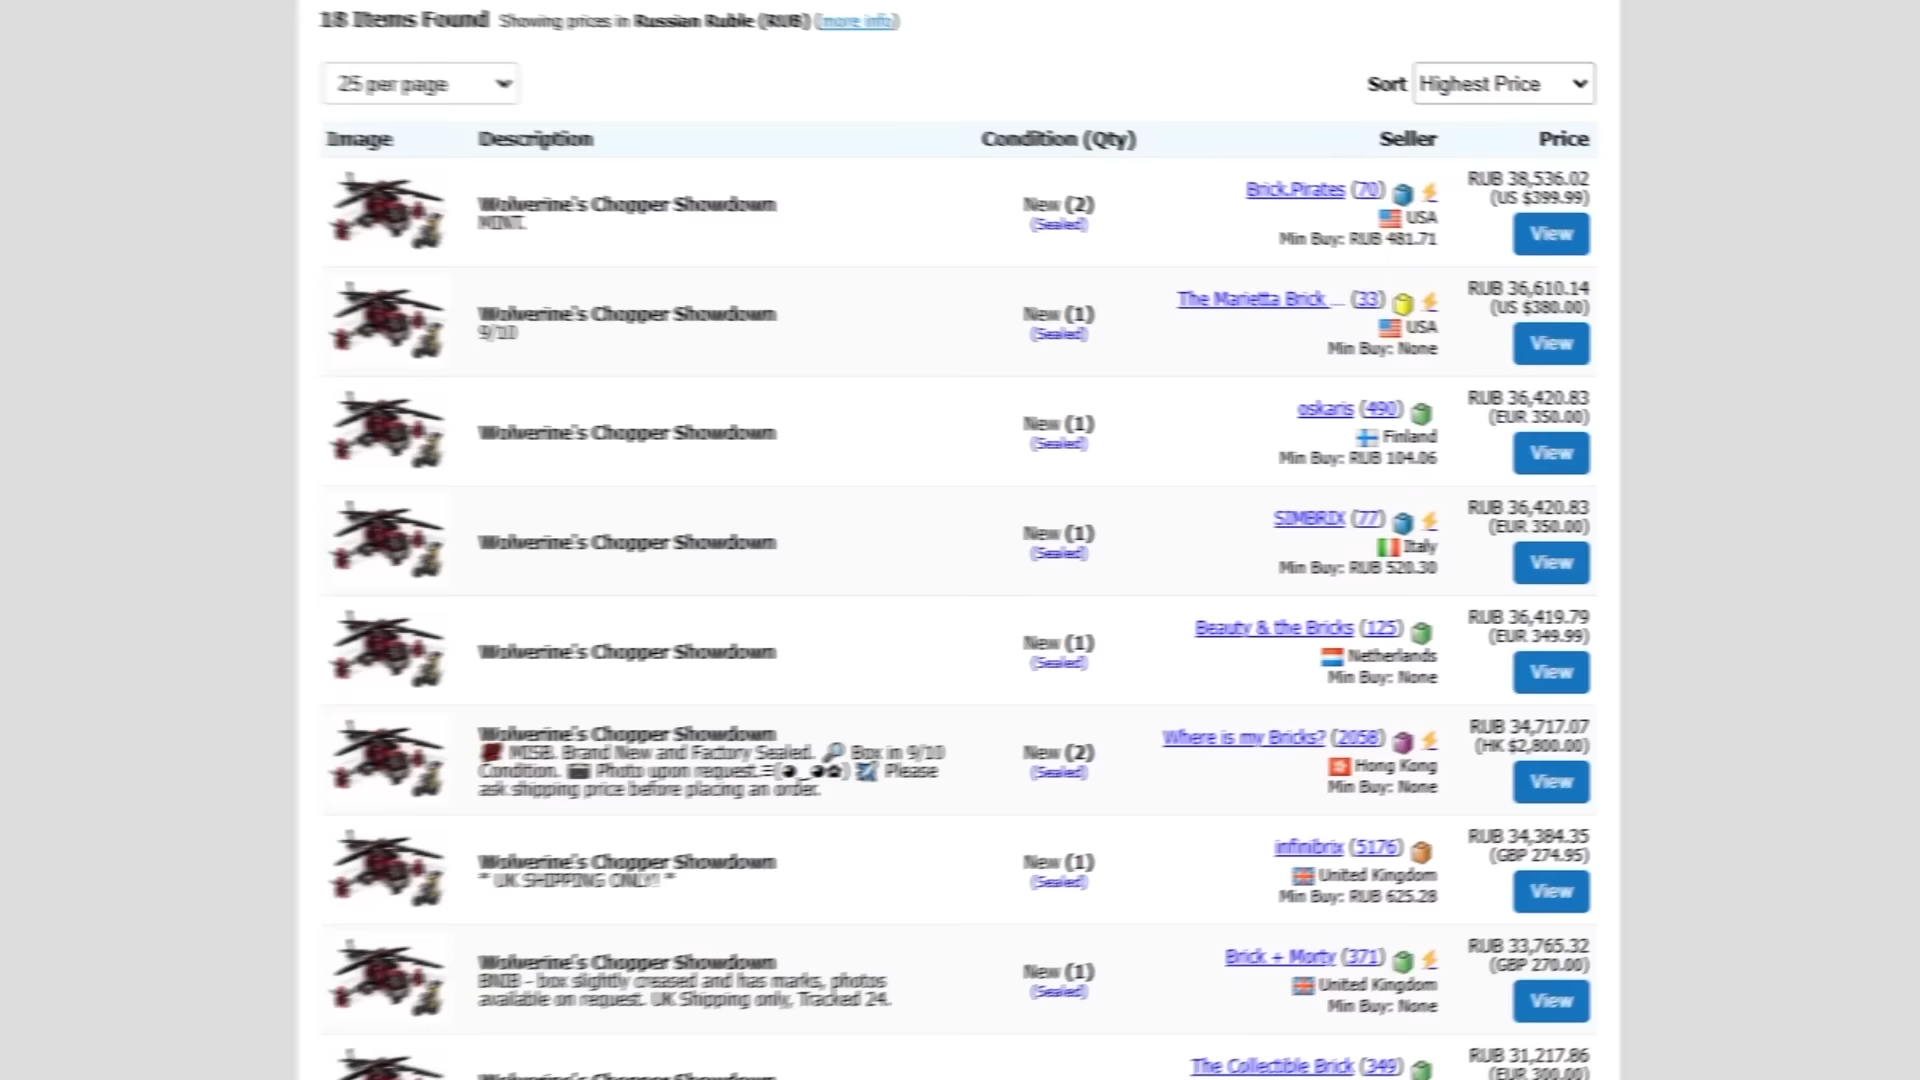 18 Items Found Showing prices in Russian Ruble (RUB) (more info)
25 per page
Sort Highest Price
Image Description Condition (Qty) Seller Price
Wolverine's Chopper Showdown
MINT.
New (2)
(Sealed)
Brick.Pirates (70)
USA
Min Buy: RUB 481.71
RUB 38,536.02
(US $399.99)
View
Wolverine's Chopper Showdown
9/10
New (1)
(Sealed)
The Marietta Brick ... (33)
USA
Min Buy: None
RUB 36,610.14
(US $380.00)
View
Wolverine's Chopper Showdown
New (1)
(Sealed)
oskaris (490)
Finland
Min Buy: RUB 104.06
RUB 36,420.83
(EUR 350.00)
View
Wolverine's Chopper Showdown
New (1)
(Sealed)
SIMBRIX (77)
Italy
Min Buy: RUB 520.30
RUB 36,420.83
(EUR 350.00)
View
Wolverine's Chopper Showdown
New (1)
(Sealed)
Beauty & the Bricks (125)
Netherlands
Min Buy: None
RUB 36,419.79
(EUR 349.99)
View
Wolverine's Chopper Showdown
MISB. Brand New and Factory Sealed. Box in 9/10
Condition. Photo upon request. Please
ask shipping price before placing an order.
New (2)
(Sealed)
Where is my Bricks? (2058)
Hong Kong
Min Buy: None
RUB 34,717.07
(HK $2,800.00)
View
Wolverine's Chopper Showdown
* UK SHIPPING ONLY! *
New (1)
(Sealed)
infinibrix (5176)
United Kingdom
Min Buy: RUB 625.28
RUB 34,384.35
(GBP 274.95)
View
Wolverine's Chopper Showdown
BNIB - box slightly creased and has marks, photos
available on request. UK Shipping only, Tracked 24.
New (1)
(Sealed)
Brick + Morty (371)
United Kingdom
Min Buy: None
RUB 33,765.32
(GBP 270.00)
View
Wolverine's Chopper Showdown
The Collectible Brick (349)
RUB 31,217.86
(EUR 300.00)